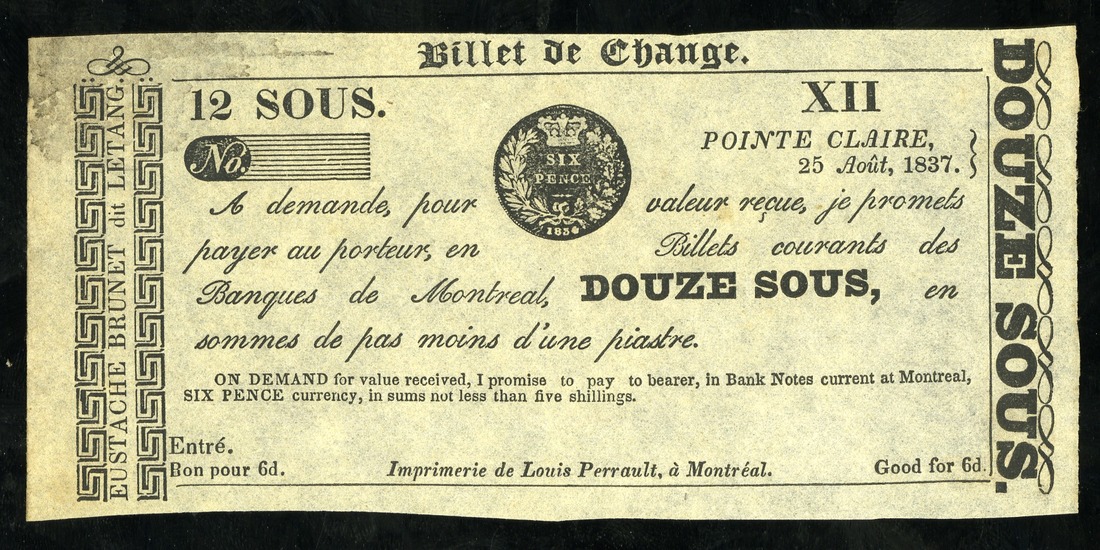 Billet de Change.
12 SOUS.
XII
No.
POINTE CLAIRE,
25 Août, 1837.
SIX
PENCE
1834
A demande, pour valeur reçue, je promets
payer au porteur, en Billets courants des
Banques de Montreal, DOUZE SOUS, en
sommes de pas moins d'une piastre.
ON DEMAND for value received, I promise to pay to bearer, in Bank Notes current at Montreal,
SIX PENCE currency, in sums not less than five shillings.
Entré.
Bon pour 6d.
Imprimerie de Louis Perrault, à Montréal.
Good for 6d.
EUSTACHE BRUNET dit LETANG.
DOUZE SOUS.